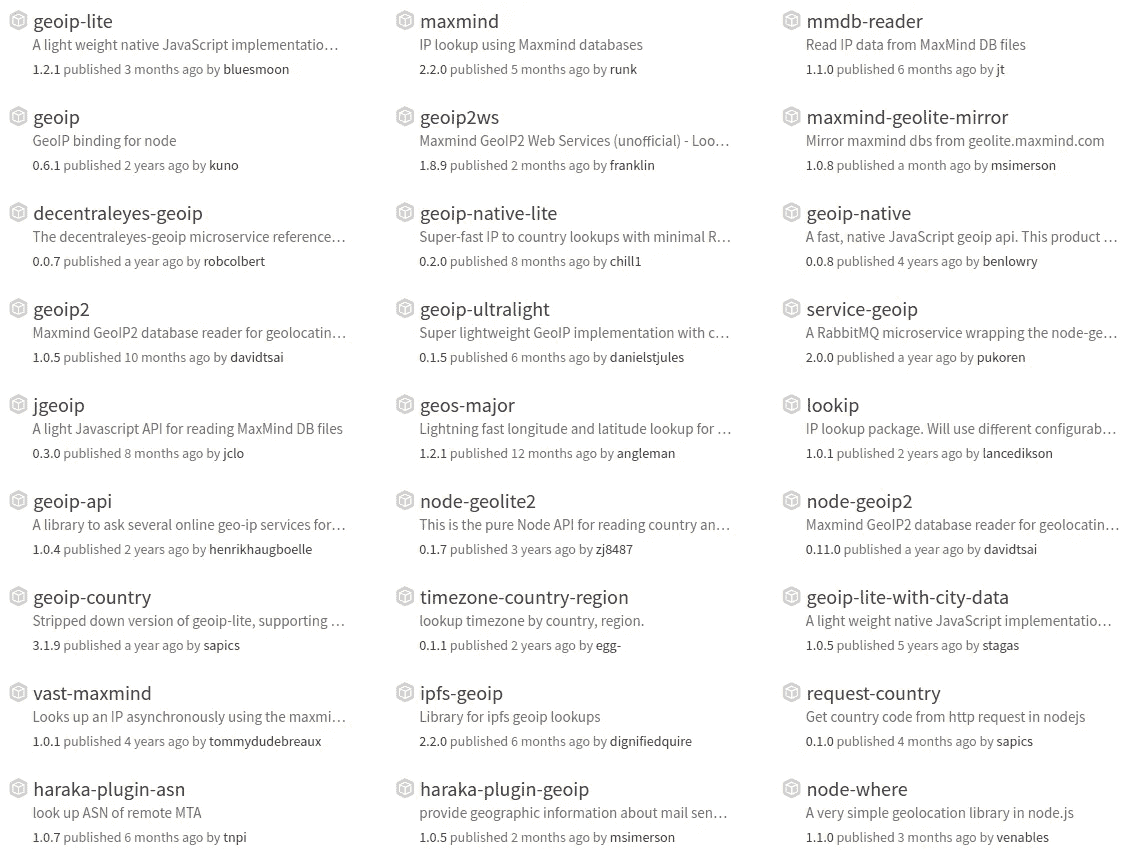 geoip-lite
A light weight native JavaScript implementatio…
1.2.1 published 3 months ago by bluesmoon
maxmind
IP lookup using Maxmind databases
2.2.0 published 5 months ago by runk
mmdb-reader
Read IP data from MaxMind DB files
1.1.0 published 6 months ago by jt
geoip
GeoIP binding for node
0.6.1 published 2 years ago by kuno
geoip2ws
Maxmind GeoIP2 Web Services (unofficial) - Loo…
1.8.9 published 2 months ago by franklin
maxmind-geolite-mirror
Mirror maxmind dbs from geolite.maxmind.com
1.0.8 published a month ago by msimerson
decentraleyes-geoip
The decentraleyes-geoip microservice reference…
0.0.7 published a year ago by robcolbert
geoip-native-lite
Super-fast IP to country lookups with minimal R…
0.2.0 published 8 months ago by chill1
geoip-native
A fast, native JavaScript geoip api. This product …
0.0.8 published 4 years ago by benlowry
geoip2
Maxmind GeoIP2 database reader for geolocatin…
1.0.5 published 10 months ago by davidtsai
geoip-ultralight
Super lightweight GeoIP implementation with c…
0.1.5 published 6 months ago by danielstjules
service-geoip
A RabbitMQ microservice wrapping the node-ge…
2.0.0 published a year ago by pukoren
jgeoip
A light Javascript API for reading MaxMind DB files
0.3.0 published 8 months ago by jclo
geos-major
Lightning fast longitude and latitude lookup for …
1.2.1 published 12 months ago by angleman
lookip
IP lookup package. Will use different configurab…
1.0.1 published 2 years ago by lancedikson
geoip-api
A library to ask several online geo-ip services for…
1.0.4 published 2 years ago by henrikhaugboelle
node-geolite2
This is the pure Node API for reading country an…
0.1.7 published 3 years ago by zj8487
node-geoip2
Maxmind GeoIP2 database reader for geolocatin…
0.11.0 published a year ago by davidtsai
geoip-country
Stripped down version of geoip-lite, supporting …
3.1.9 published a year ago by sapics
timezone-country-region
lookup timezone by country, region.
0.1.1 published 2 years ago by egg-
geoip-lite-with-city-data
A light weight native JavaScript implementatio…
1.0.5 published 5 years ago by stagas
vast-maxmind
Looks up an IP asynchronously using the maxmi…
1.0.1 published 4 years ago by tommydudebreaux
ipfs-geoip
Library for ipfs geoip lookups
2.2.0 published 6 months ago by dignifiedquire
request-country
Get country code from http request in nodejs
0.1.0 published 4 months ago by sapics
haraka-plugin-asn
look up ASN of remote MTA
1.0.7 published 6 months ago by tnpi
haraka-plugin-geoip
provide geographic information about mail sen…
1.0.5 published 2 months ago by msimerson
node-where
A very simple geolocation library in node.js
1.1.0 published 3 months ago by venables